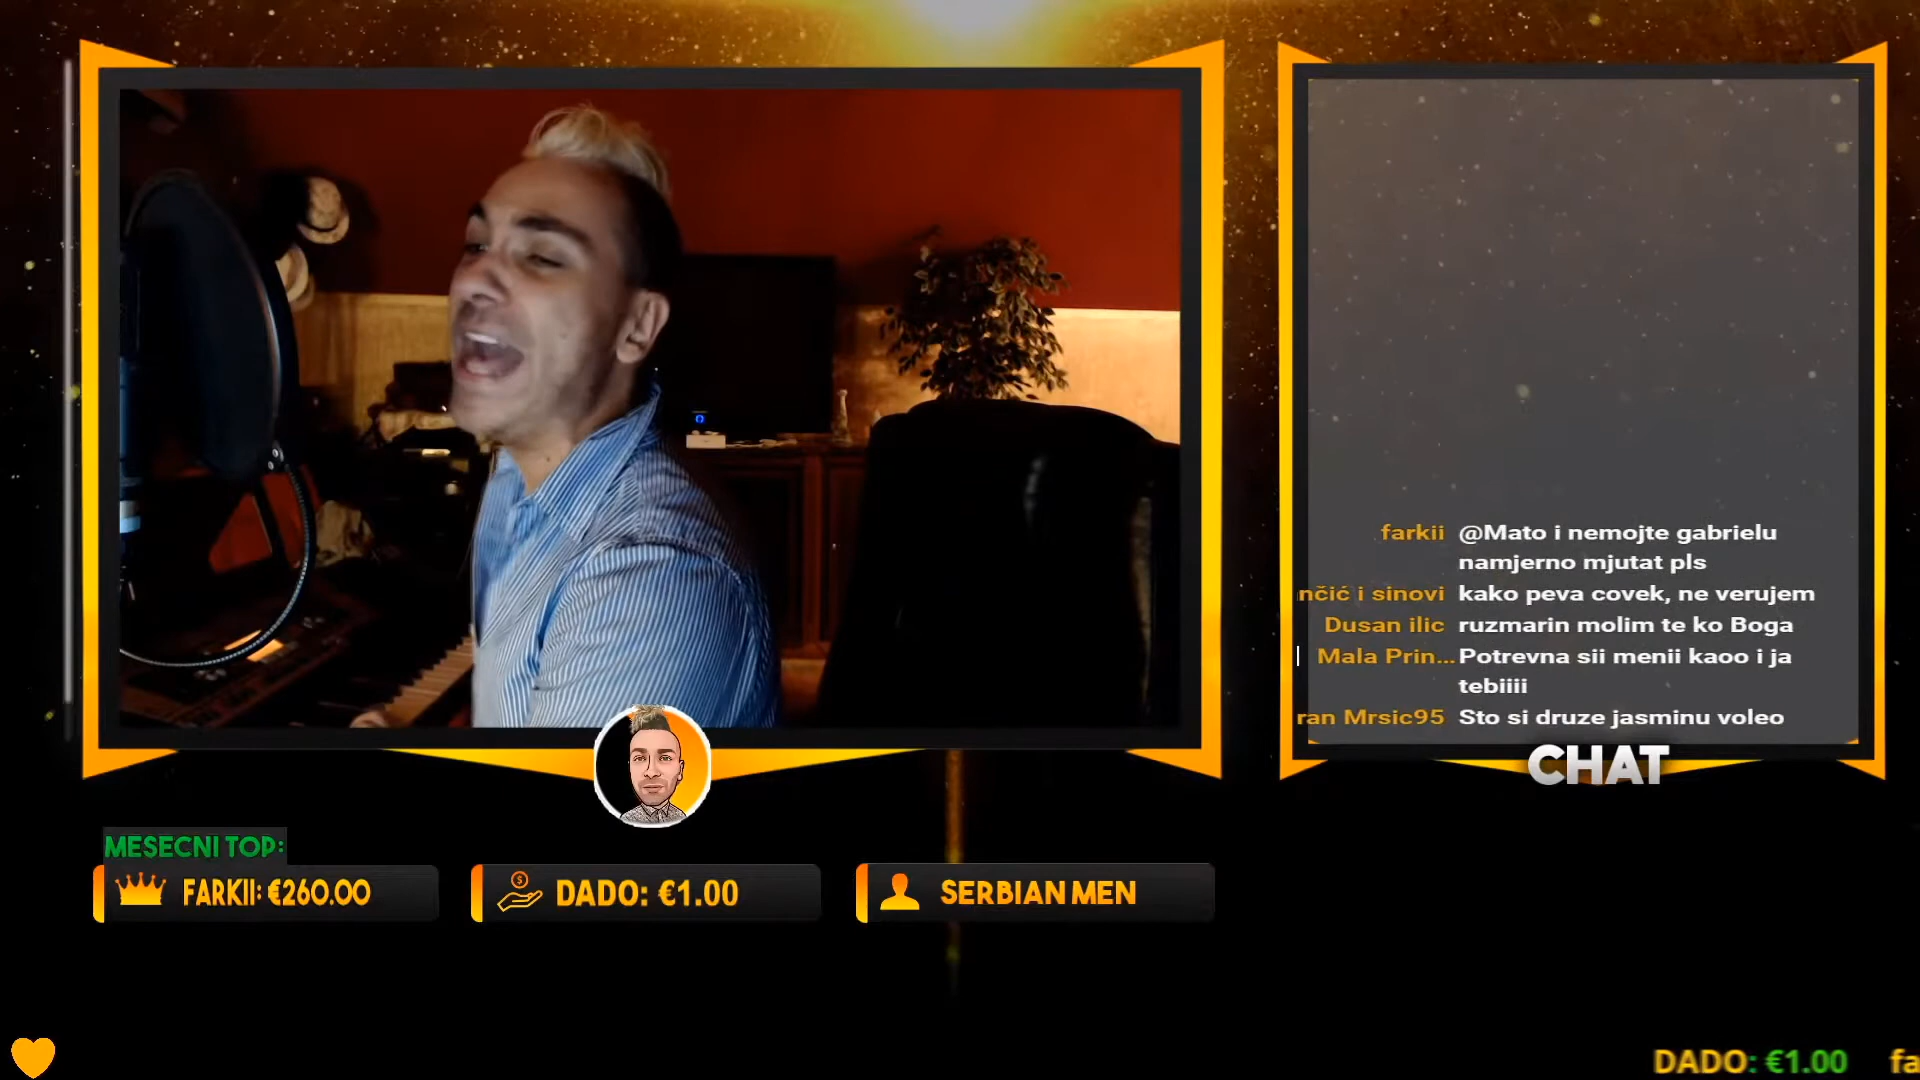 farkii @Mato i nemojte gabrielu
namjerno mjutat pls
nčić i sinovi kako peva covek, ne verujem
Dusan ilic ruzmarin molim te ko Boga
Mala Prin... Potrevna sii menii kaoo i ja
tebiiii
ran Mrsic95 Sto si druze jasminu voleo
CHAT
MESECNI TOP:
FARKII: €260.00
DADO: €1.00
SERBIAN MEN
DADO: €1.00 fa